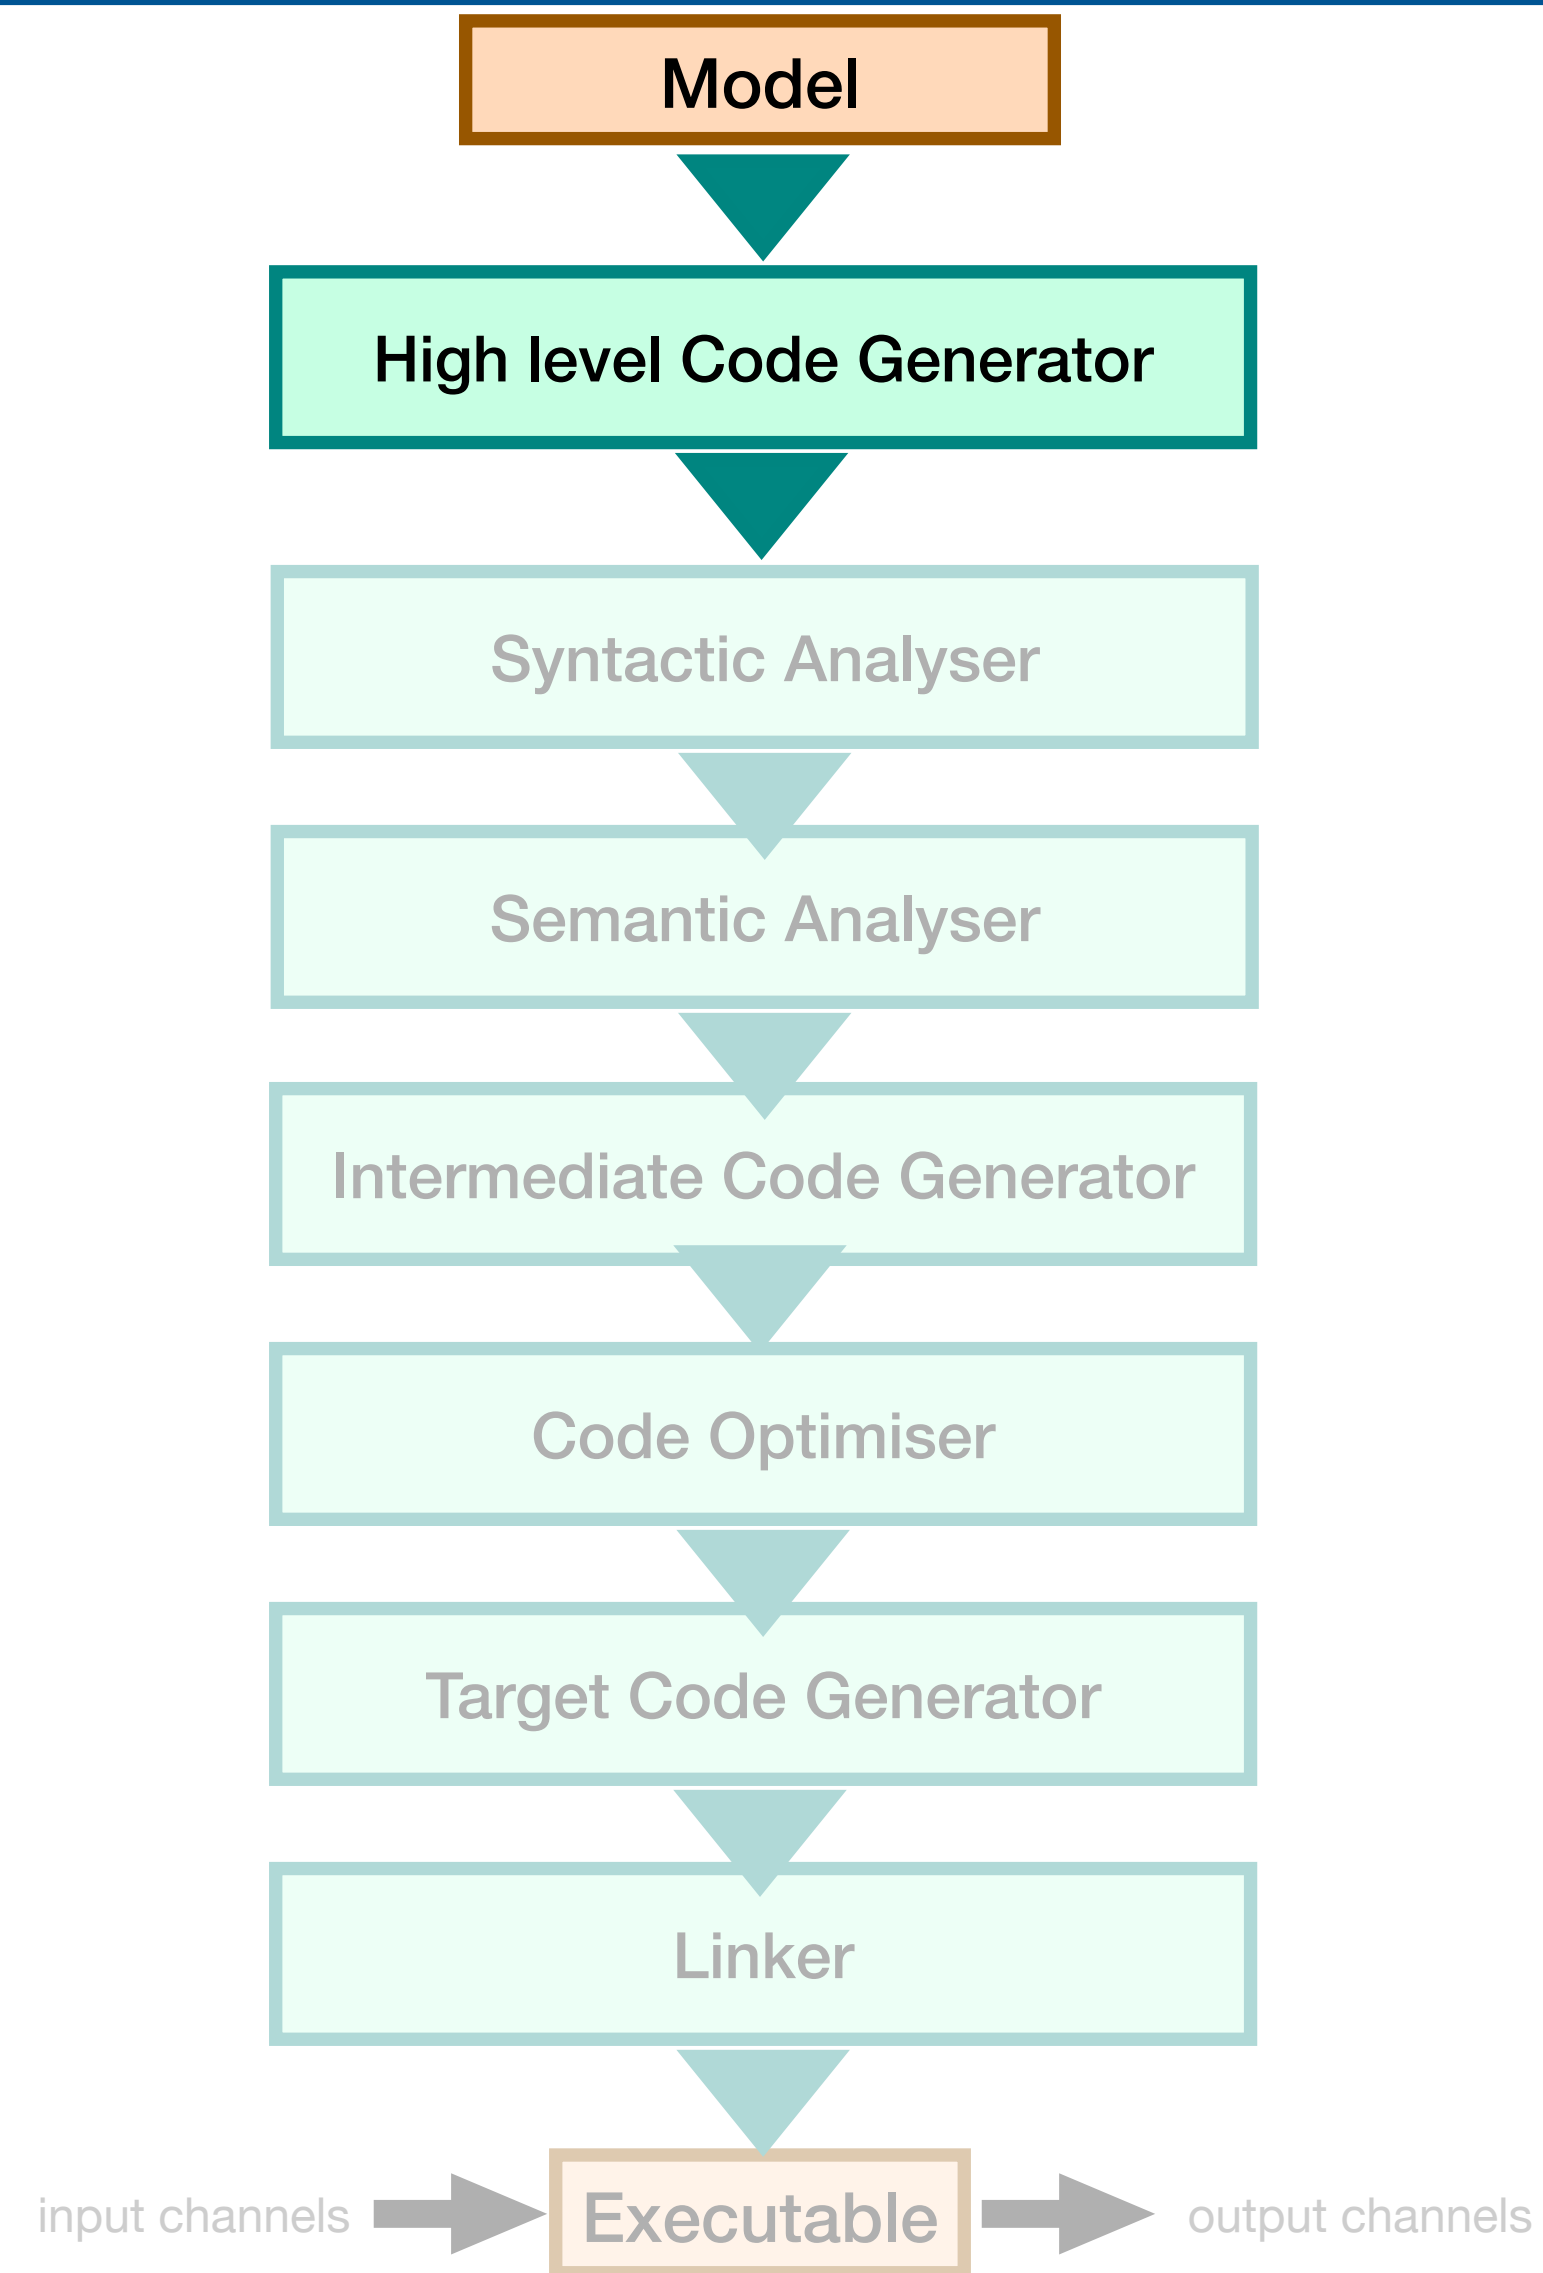 Model
High level Code Generator
Syntactic Analyser
Semantic Analyser
Intermediate Code Generator
Code Optimiser
Target Code Generator
Linker
input channels Executable output channels